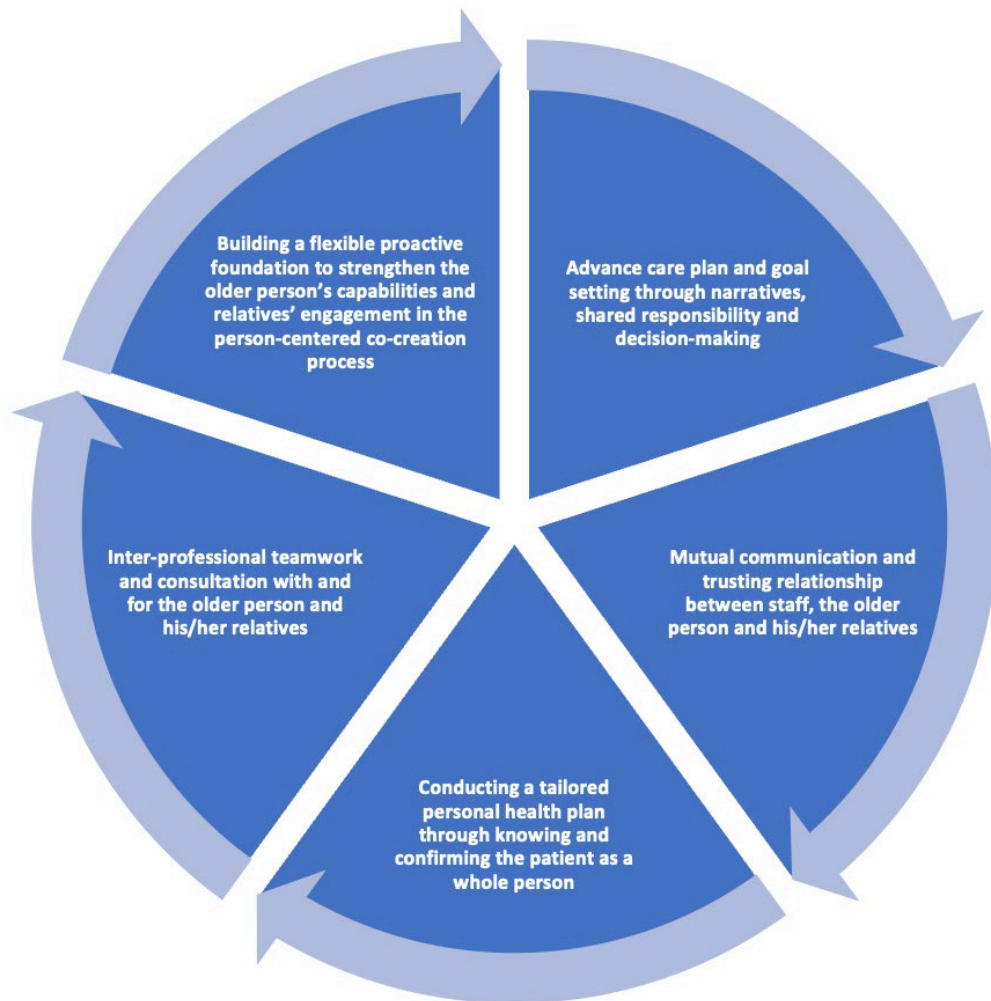 Building a flexible proactive
foundation to strengthen the
older person's capabilities and
relatives' engagement in the
person-centered co-creation
process
Advance care plan and goal
setting through narratives,
shared responsibility and
decision-making
Inter-professional teamwork
and consultation with and
for the older person and
his/her relatives
Mutual communication and
trusting relationship
between staff, the older
person and his/her relatives
Conducting a tailored
personal health plan
through knowing and
confirming the patient as a
whole person